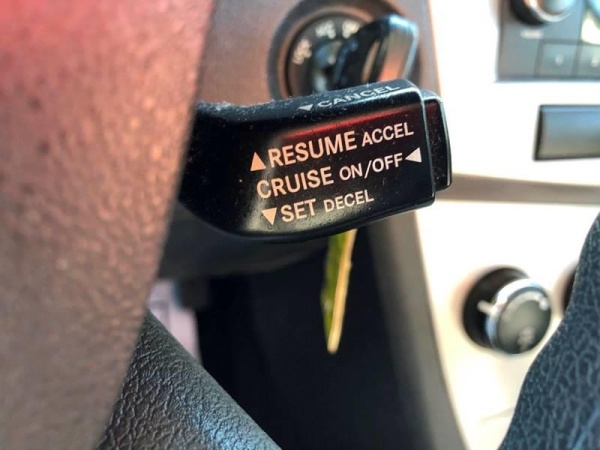 CANCEL
RESUME ACCEL
CRUISE ON/OFF
SET DECEL